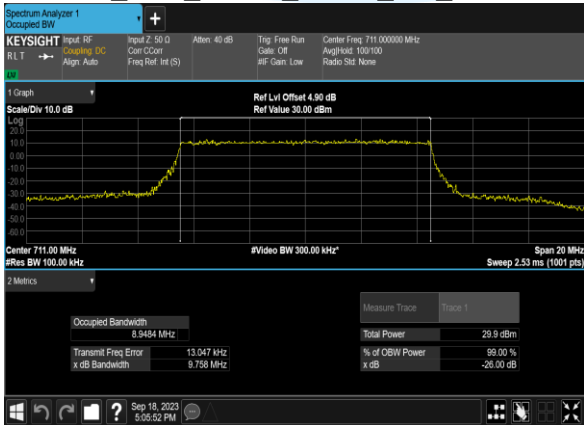 Spectrum Analyzer 1
Occupied BW
+
KEYSIGHT Input: RF Input Z: 50 Ω Atten: 40 dB Trig: Free Run Center Freq: 711.000000 MHz
RLT Coupling: DC Corr CCorr Gate: Off Avg|Hold: 100/100
Align: Auto Freq Ref: Int (S) #IF Gain: Low Radio Std: None
LXI
1 Graph
Ref Lvl Offset 4.90 dB
Scale/Div 10.0 dB Ref Value 30.00 dBm
Log
20.0
10.0
0.00
-10.0
-20.0
-30.0
-40.0
-50.0
-60.0
Center 711.00 MHz #Video BW 300.00 kHz* Span 20 MHz
#Res BW 100.00 kHz Sweep 2.53 ms (1001 pts)
2 Metrics
Measure Trace Trace 1
Occupied Bandwidth
8.9484 MHz Total Power 29.9 dBm
Transmit Freq Error 13.047 kHz % of OBW Power 99.00 %
x dB Bandwidth 9.758 MHz x dB -26.00 dB
? Sep 18, 2023
5:05:52 PM